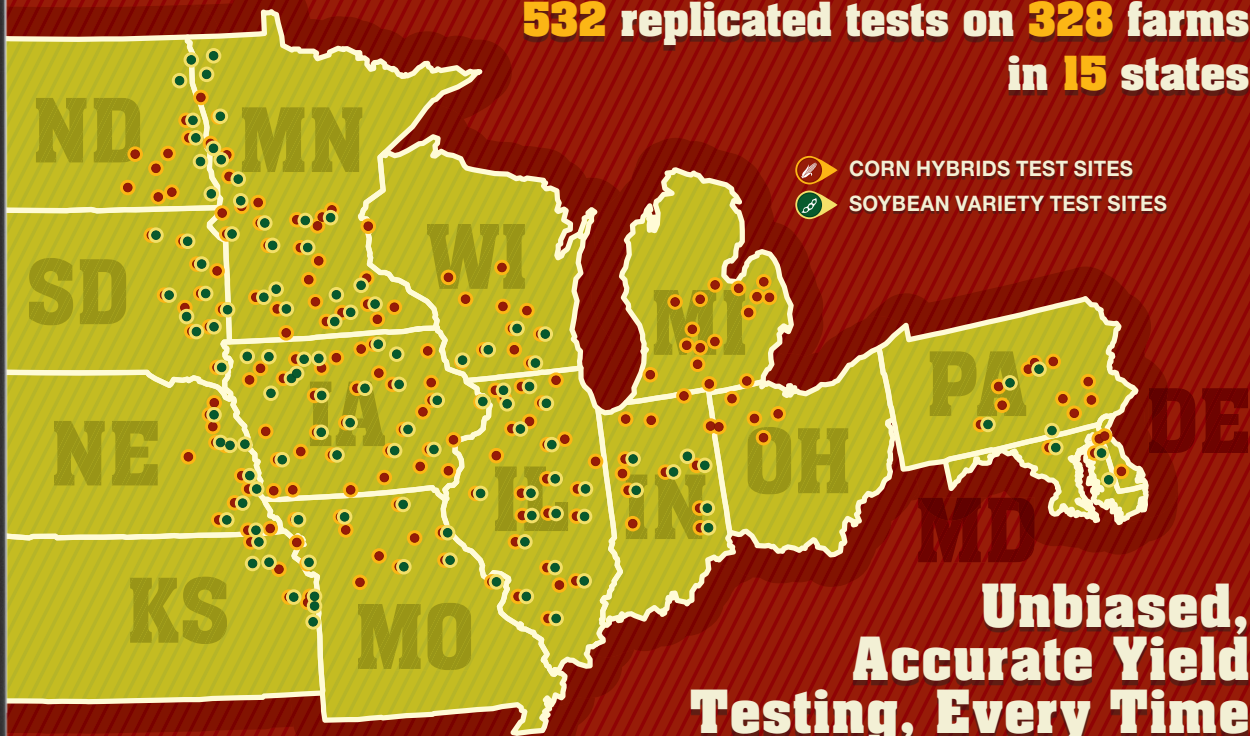 532 replicated tests on 328 farms
in 15 states
CORN HYBRIDS TEST SITES
SOYBEAN VARIETY TEST SITES
ND
MN
SD
WI
MI
NE
IA
IL
IN
OH
PA
DE
MD
KS
MO
Unbiased,
Accurate Yield
Testing, Every Time